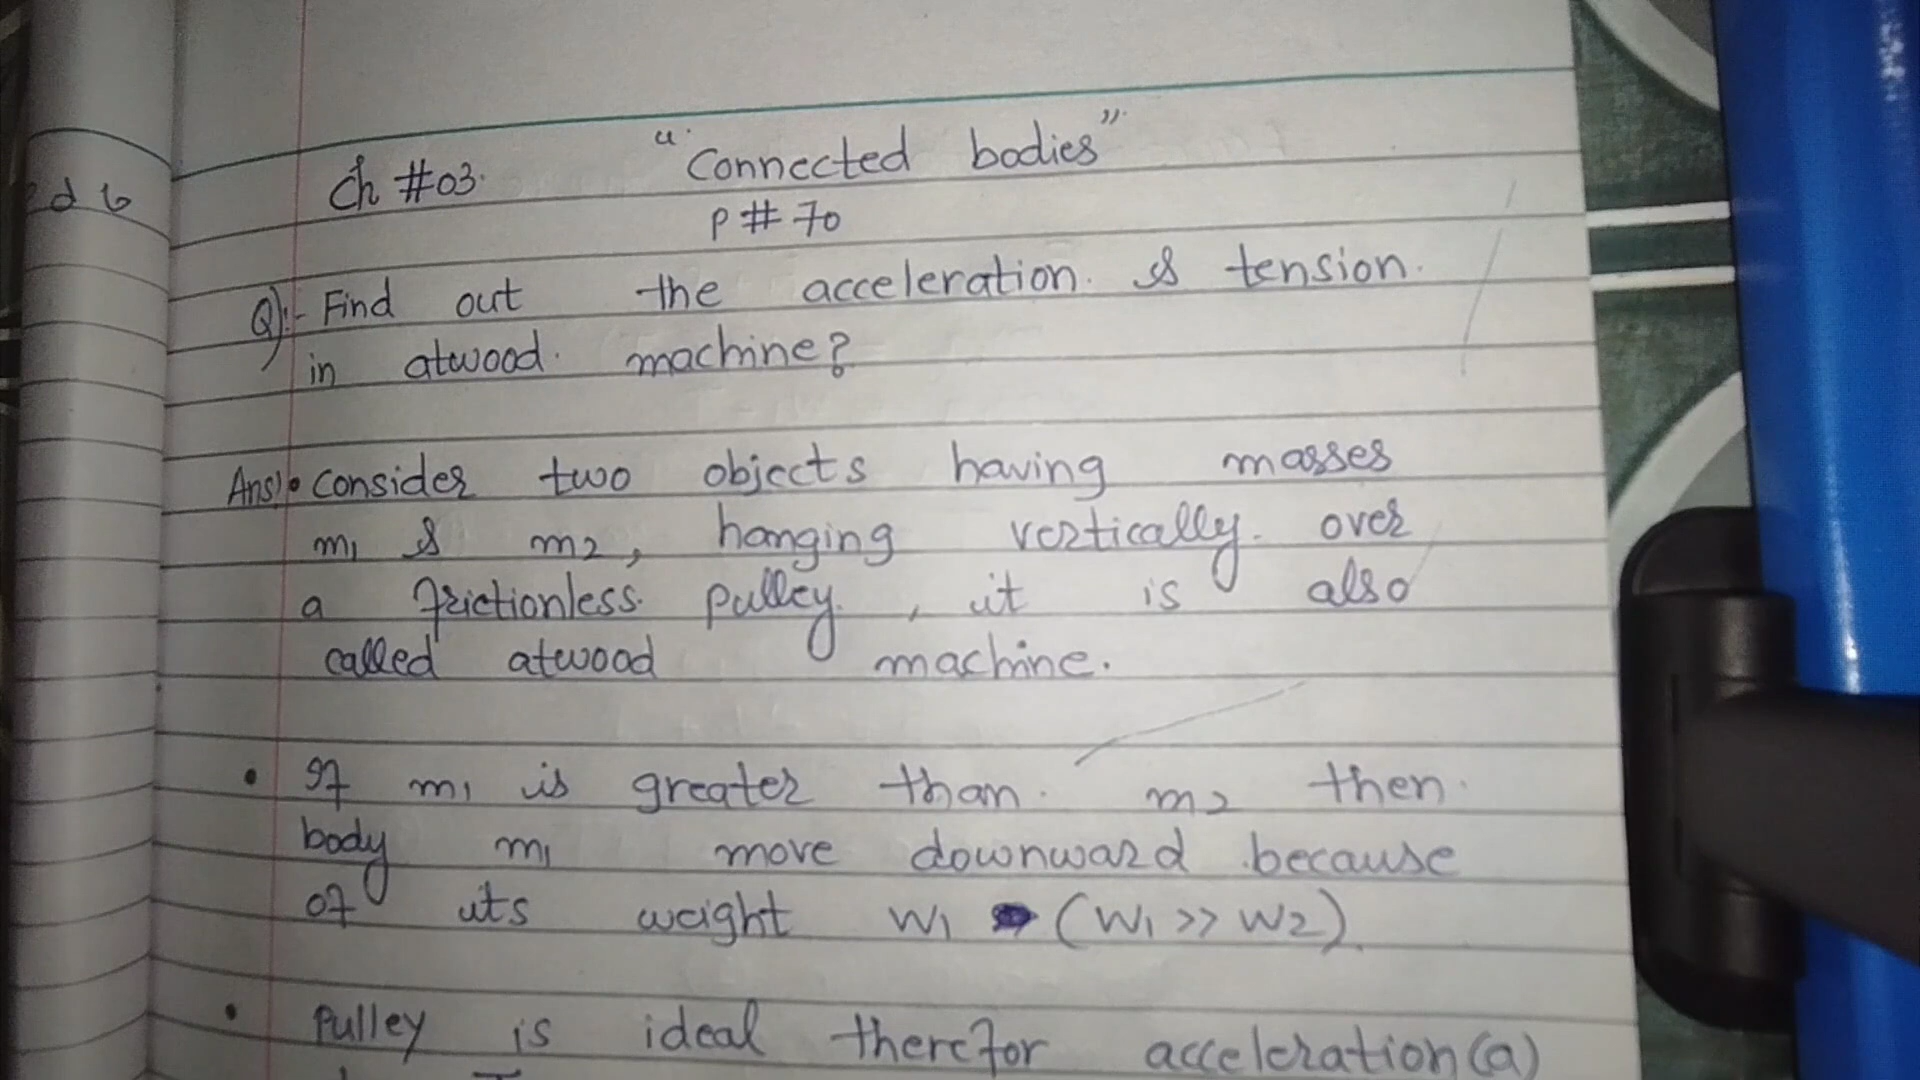 d 6
Ch #03. "Connected bodies"
P # 70
Q):- Find out the acceleration. & tension.
in atwood. machine?
Ans)• Consider two objects having masses
m1 & m2, hanging vertically. over
a frictionless. pulley. , it is also
called atwood machine.
• If m1 is greater than. m2 then.
body m1 move downward because
of its weight W1 (W1 >> W2).
• Pulley is ideal therefor acceleration (a)